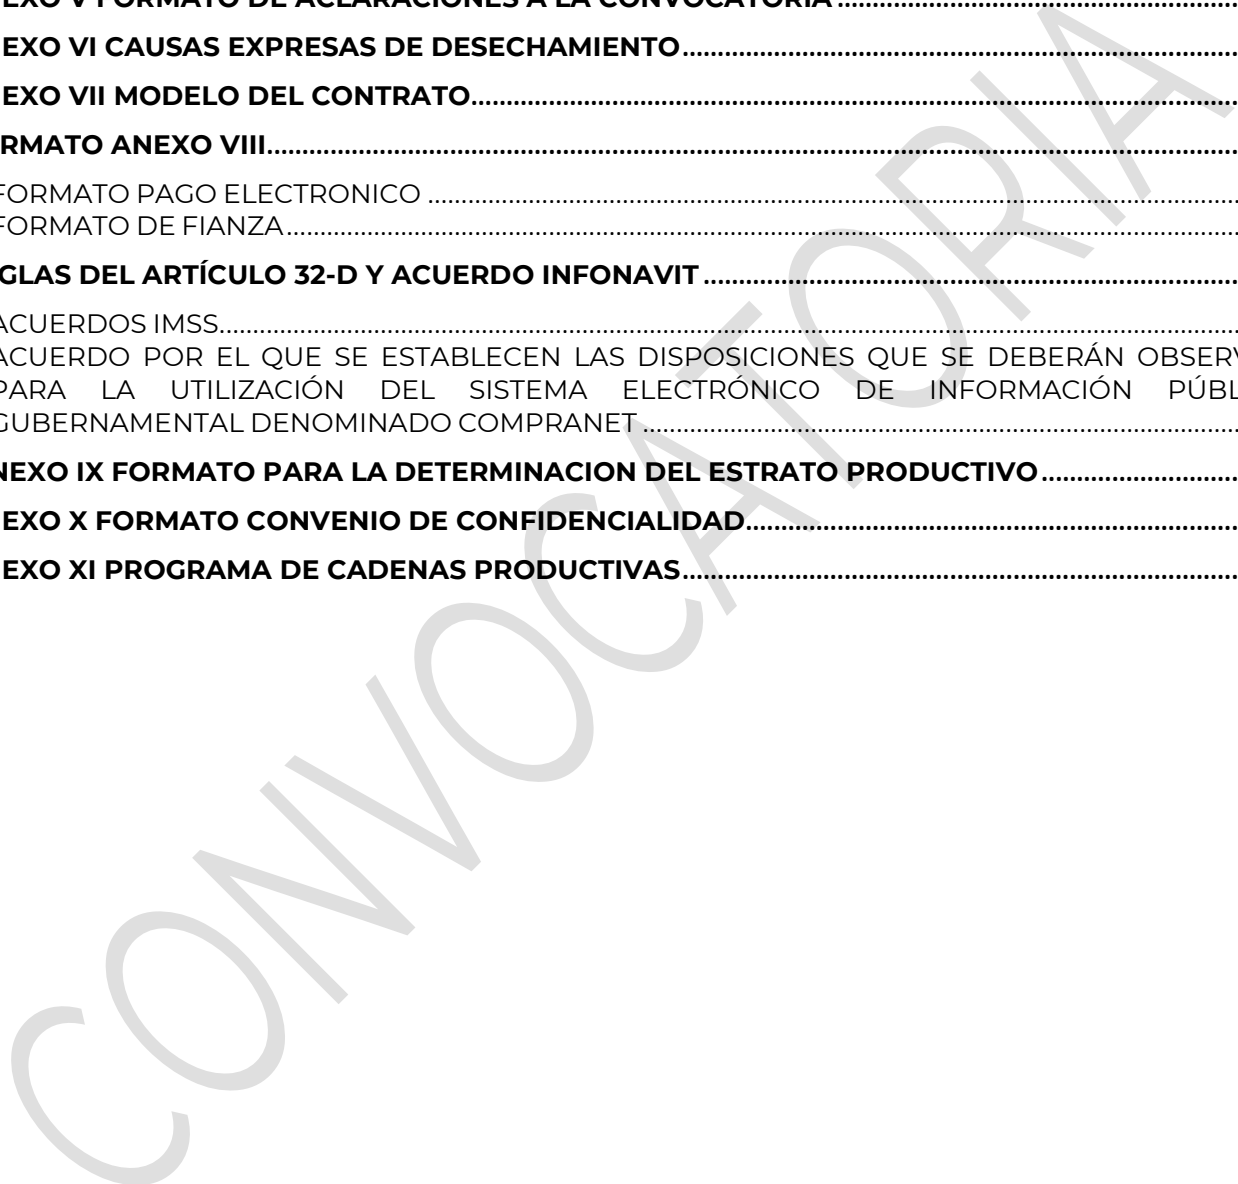 EXO V FORMATO DE ACLARACIONES A LA CONVOCATORIA
EXO VI CAUSAS EXPRESAS DE DESECHAMIENTO
EXO VII MODELO DEL CONTRATO
RMATO ANEXO VIII
FORMATO PAGO ELECTRONICO
FORMATO DE FIANZA
GLAS DEL ARTÍCULO 32-D Y ACUERDO INFONAVIT
ACUERDOS IMSS
ACUERDO POR EL QUE SE ESTABLECEN LAS DISPOSICIONES QUE SE DEBERÁN OBSERV
PARA LA UTILIZACIÓN DEL SISTEMA ELECTRÓNICO DE INFORMACIÓN PÚBL
GUBERNAMENTAL DENOMINADO COMPRANET
NEXO IX FORMATO PARA LA DETERMINACION DEL ESTRATO PRODUCTIVO
EXO X FORMATO CONVENIO DE CONFIDENCIALIDAD
EXO XI PROGRAMA DE CADENAS PRODUCTIVAS
CONVOCATORIA